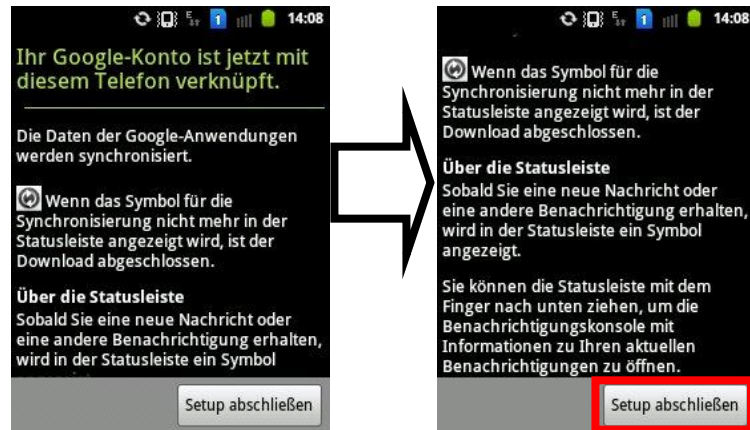 14:08
Ihr Google-Konto ist jetzt mit
diesem Telefon verknüpft.
Die Daten der Google-Anwendungen
werden synchronisiert.
Wenn das Symbol für die
Synchronisierung nicht mehr in der
Statusleiste angezeigt wird, ist der
Download abgeschlossen.
Über die Statusleiste
Sobald Sie eine neue Nachricht oder
eine andere Benachrichtigung erhalten,
wird in der Statusleiste ein Symbol
Setup abschließen
14:08
Wenn das Symbol für die
Synchronisierung nicht mehr in der
Statusleiste angezeigt wird, ist der
Download abgeschlossen.
Über die Statusleiste
Sobald Sie eine neue Nachricht oder
eine andere Benachrichtigung erhalten,
wird in der Statusleiste ein Symbol
angezeigt.
Sie können die Statusleiste mit dem
Finger nach unten ziehen, um die
Benachrichtigungskonsole mit
Informationen zu Ihren aktuellen
Benachrichtigungen zu öffnen.
Setup abschließen